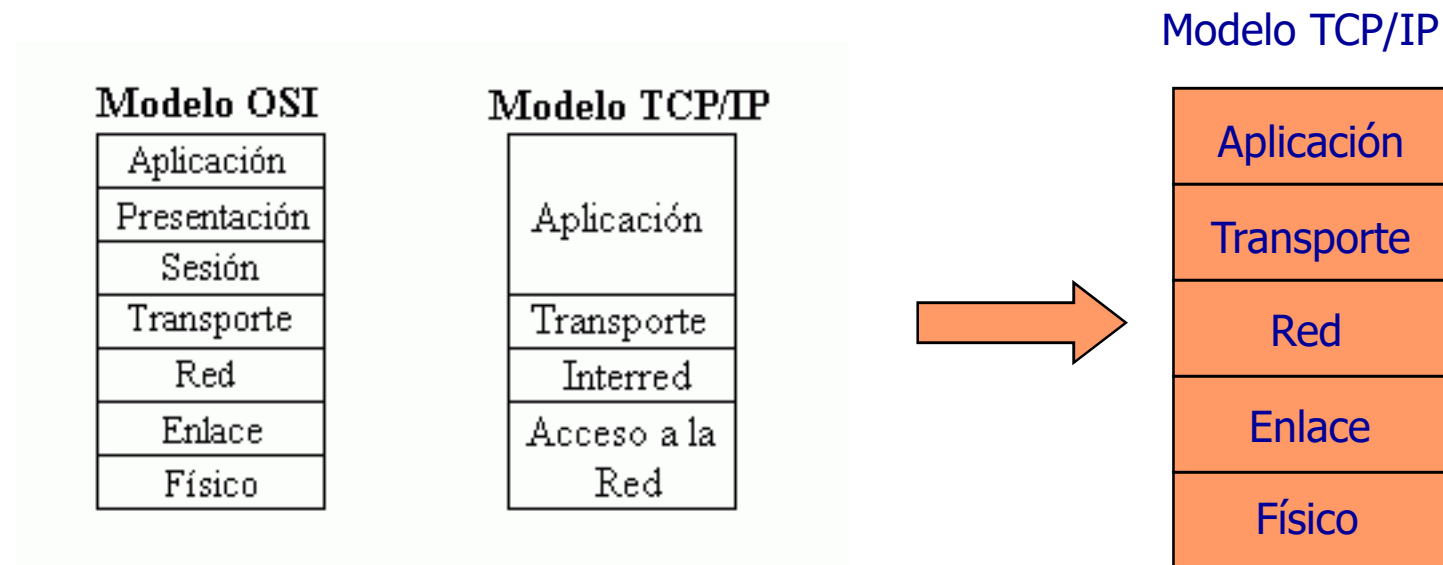 Modelo OSI
Aplicación
Presentación
Sesión
Transporte
Red
Enlace
Físico
Modelo TCP/IP
Aplicación
Transporte
Interred
Acceso a la
Red
Modelo TCP/IP
Aplicación
Transporte
Red
Enlace
Físico